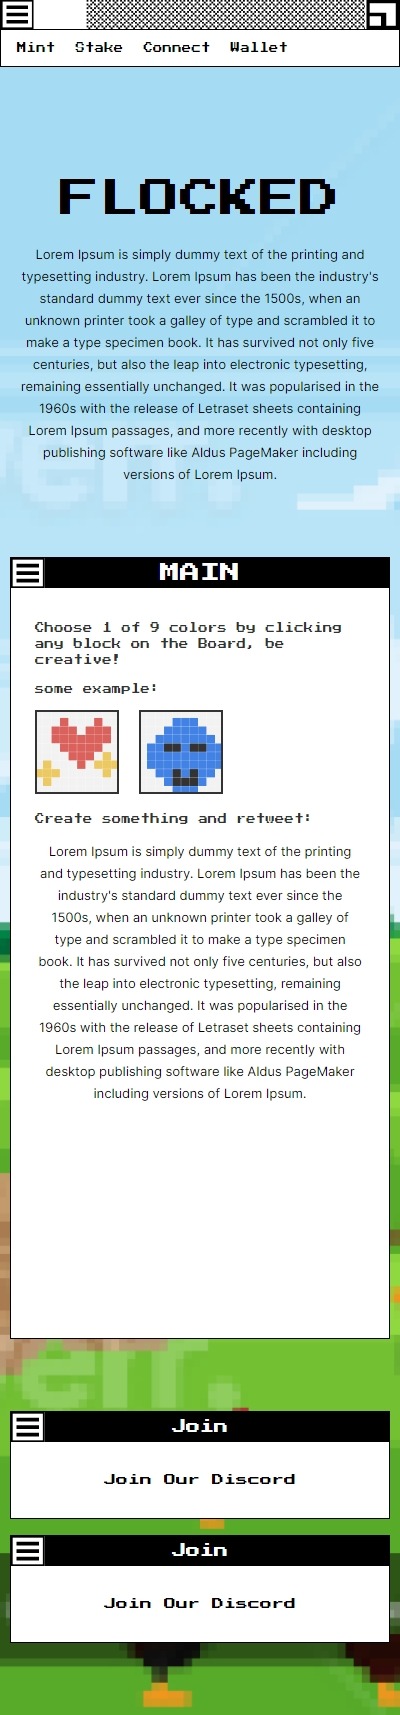 Mint Stake Connect Wallet
FLOCKED
Lorem Ipsum is simply dummy text of the printing and
typesetting industry. Lorem Ipsum has been the industry's
standard dummy text ever since the 1500s, when an
unknown printer took a galley of type and scrambled it to
make a type specimen book. It has survived not only five
centuries, but also the leap into electronic typesetting,
remaining essentially unchanged. It was popularised in the
1960s with the release of Letraset sheets containing
Lorem Ipsum passages, and more recently with desktop
publishing software like Aldus PageMaker including
versions of Lorem Ipsum.
MAIN
Choose 1 of 9 colors by clicking
any block on the Board, be
creative!
some example:
Create something and retweet:
Lorem Ipsum is simply dummy text of the printing
and typesetting industry. Lorem Ipsum has been the
industry's standard dummy text ever since the
1500s, when an unknown printer took a galley of
type and scrambled it to make a type specimen
book. It has survived not only five centuries, but also
the leap into electronic typesetting, remaining
essentially unchanged. It was popularised in the
1960s with the release of Letraset sheets containing
Lorem Ipsum passages, and more recently with
desktop publishing software like Aldus PageMaker
including versions of Lorem Ipsum.
Join
Join Our Discord
Join
Join Our Discord